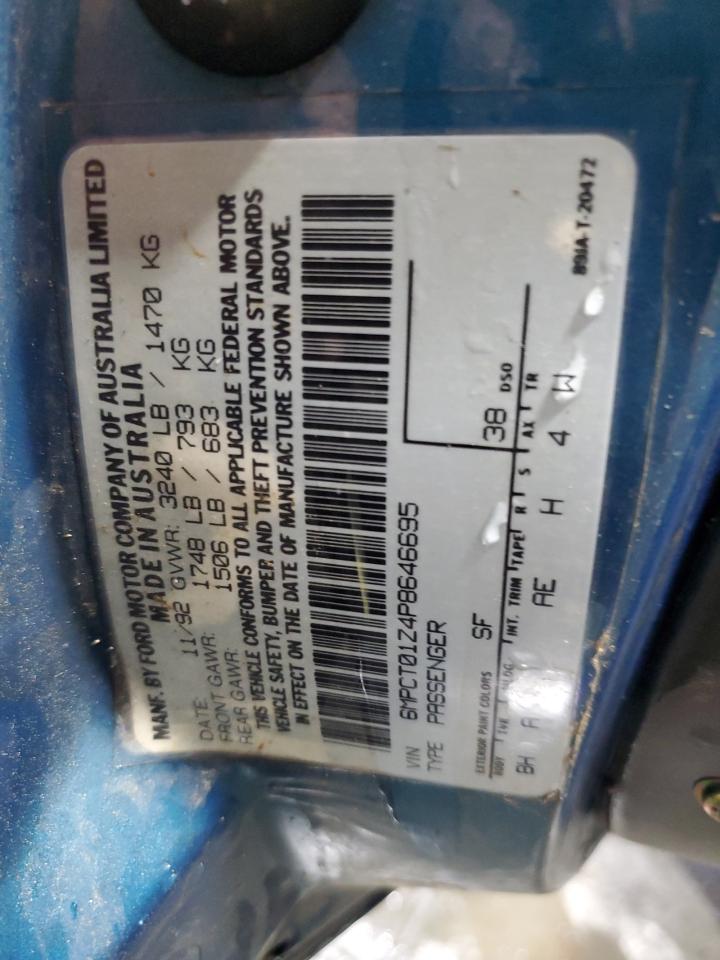 MANF. BY FORD MOTOR COMPANY OF AUSTRALIA LIMITED
MADE IN AUSTRALIA
DATE: 11/92 GVWR: 3240 LB / 1470 KG
FRONT GAWR: 1748 LB / 793 KG
REAR GAWR: 1506 LB / 683 KG
THIS VEHICLE CONFORMS TO ALL APPLICABLE FEDERAL MOTOR
VEHICLE SAFETY, BUMPER AND THEFT PREVENTION STANDARDS
IN EFFECT ON THE DATE OF MANUFACTURE SHOWN ABOVE.
VIN 6MPCT01Z4P8646695
TYPE PASSENGER
EXTERIOR PAINT COLORS SF 38 DSO
BODY INT. TRIM TAPE R S AX TR
BH AE H 4 W
89IA-T-20472